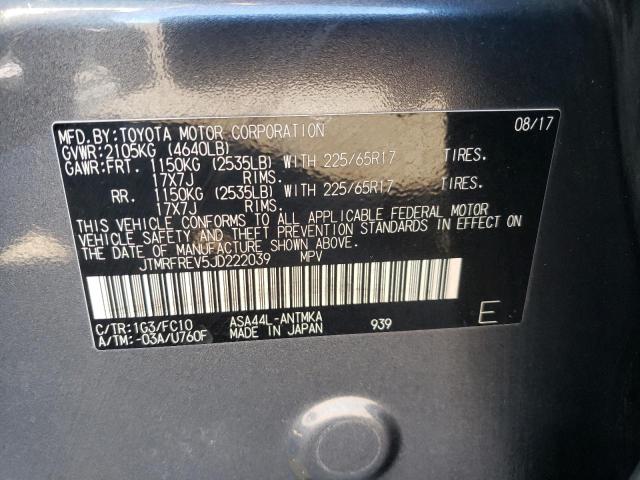 MFD.BY:TOYOTA MOTOR CORPORATION 08/17
GVWR:2105KG (4640LB)
GAWR:FRT. 1150KG (2535LB) WITH 225/65R17 TIRES.
17X7J RIMS.
RR. 1150KG (2535LB) WITH 225/65R17 TIRES.
17X7J RIMS.
THIS VEHICLE CONFORMS TO ALL APPLICABLE FEDERAL MOTOR
VEHICLE SAFETY AND THEFT PREVENTION STANDARDS IN EFFECT ON
THE DATE OF MANUFACTURE SHOWN ABOVE.
JTMRFREV5JD222039 MPV
C/TR:1G3/FC10 ASA44L-ANTMKA
A/TM:-03A/U760F MADE IN JAPAN 939 E